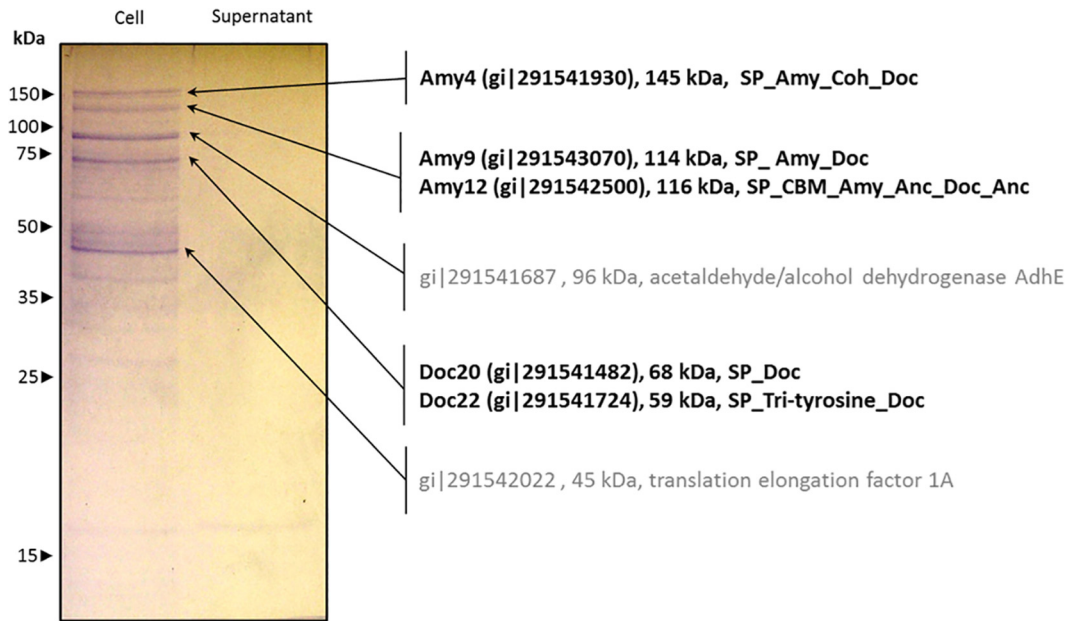 Cell Supernatant
kDa
150
100
75
50
35
25
15
Amy4 (gi|291541930), 145 kDa, SP_Amy_Coh_Doc
Amy9 (gi|291543070), 114 kDa, SP_ Amy_Doc
Amy12 (gi|291542500), 116 kDa, SP_CBM_Amy_Anc_Doc_Anc
gi|291541687 , 96 kDa, acetaldehyde/alcohol dehydrogenase AdhE
Doc20 (gi|291541482), 68 kDa, SP_Doc
Doc22 (gi|291541724), 59 kDa, SP_Tri-tyrosine_Doc
gi|291542022 , 45 kDa, translation elongation factor 1A